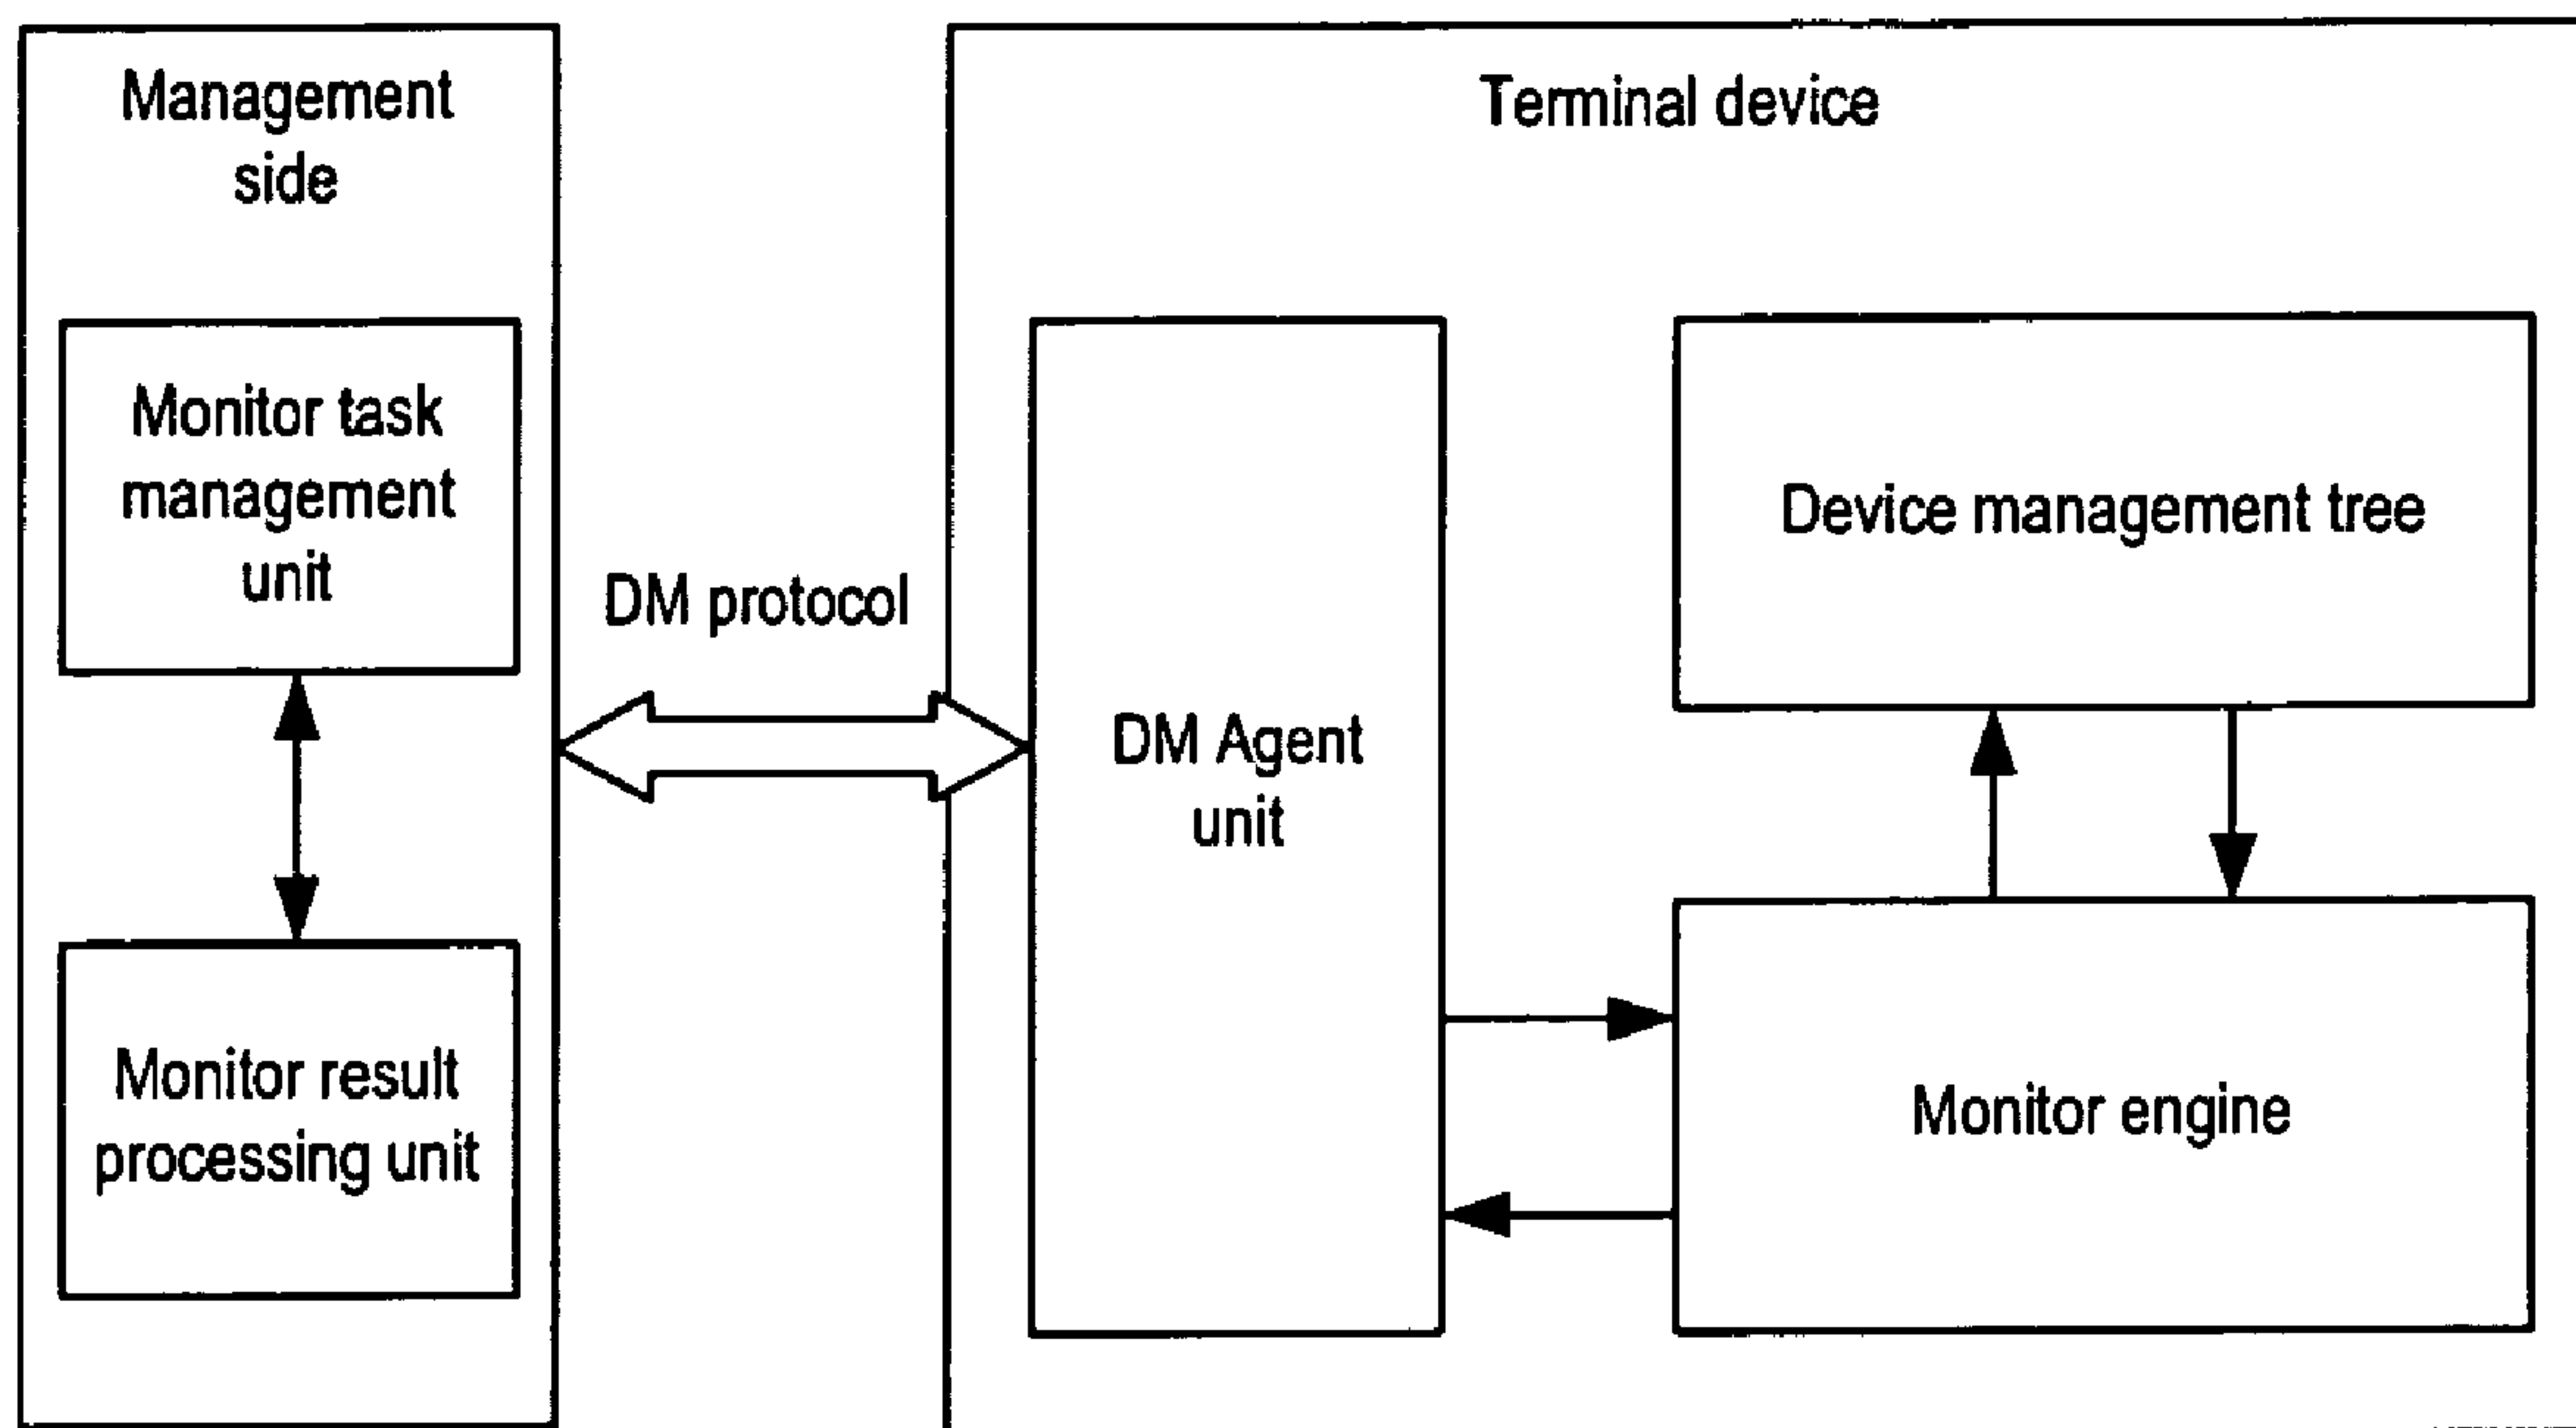 Management
side
Terminal device
Monitor task
management
unit
DM protocol
Device management tree
DM Agent
unit
Monitor result
processing unit
Monitor engine